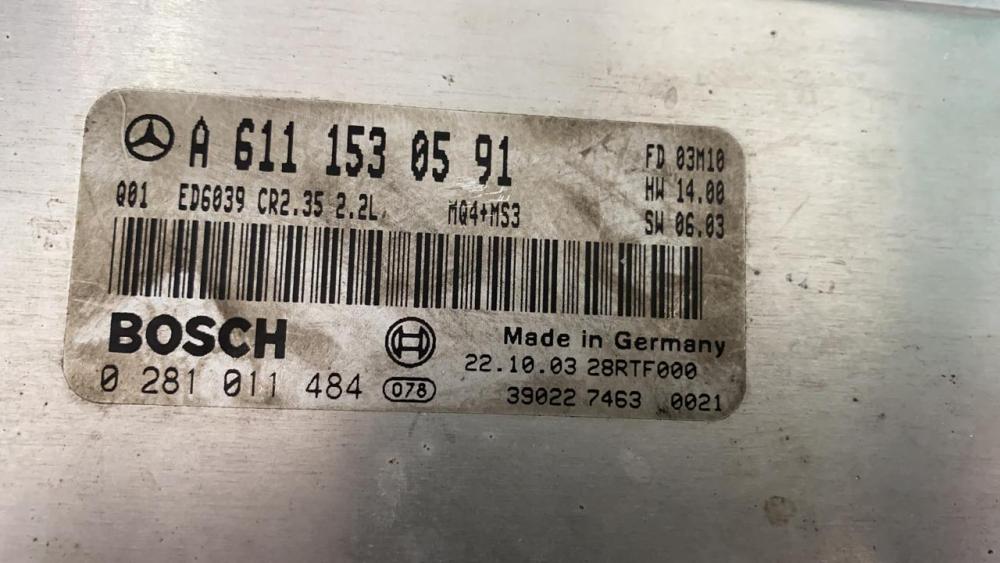 A 611 153 05 91
FD 03M10
HW 14.00
SW 06.03
Q01 ED6039 CR2.35 2.2L. MQ4+MS3
BOSCH
Made in Germany
22.10.03 28RTF000
0 281 011 484 078
39022 7463 0021